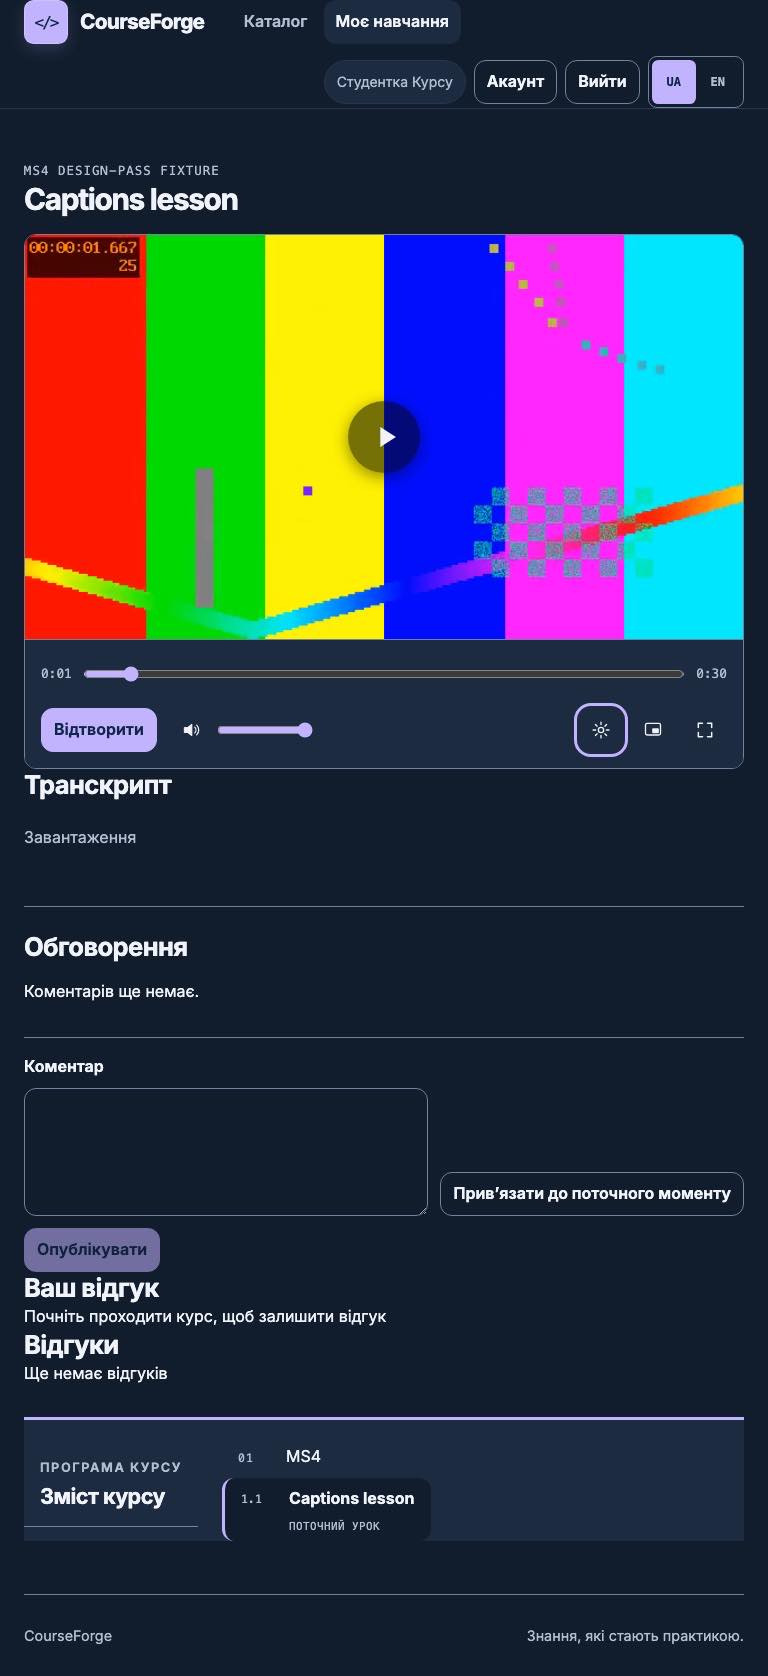 </> CourseForge Каталог Моє навчання
Студентка Курсу Акаунт Вийти UA EN
MS4 DESIGN-PASS FIXTURE
Captions lesson
00:00:01.667
25
0:01 0:30
Відтворити
Транскрипт
Завантаження
Обговорення
Коментарів ще немає.
Коментар
Прив’язати до поточного моменту
Опублікувати
Ваш відгук
Почніть проходити курс, щоб залишити відгук
Відгуки
Ще немає відгуків
ПРОГРАМА КУРСУ
Зміст курсу
01 MS4
1.1 Captions lesson
ПОТОЧНИЙ УРОК
CourseForge Знання, які стають практикою.